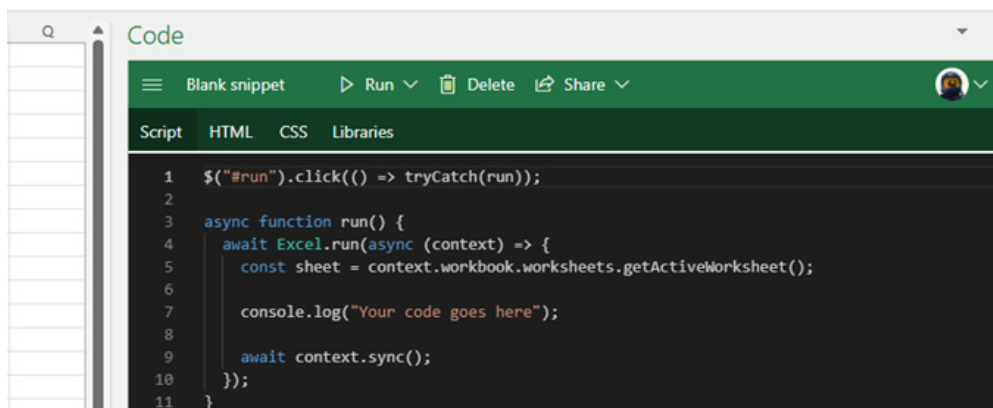 Q
Code
Blank snippet Run Delete Share
Script HTML CSS Libraries
1 $("#run").click(() => tryCatch(run));
2
3 async function run() {
4 await Excel.run(async (context) => {
5 const sheet = context.workbook.worksheets.getActiveWorksheet();
6
7 console.log("Your code goes here");
8
9 await context.sync();
10 });
11 }